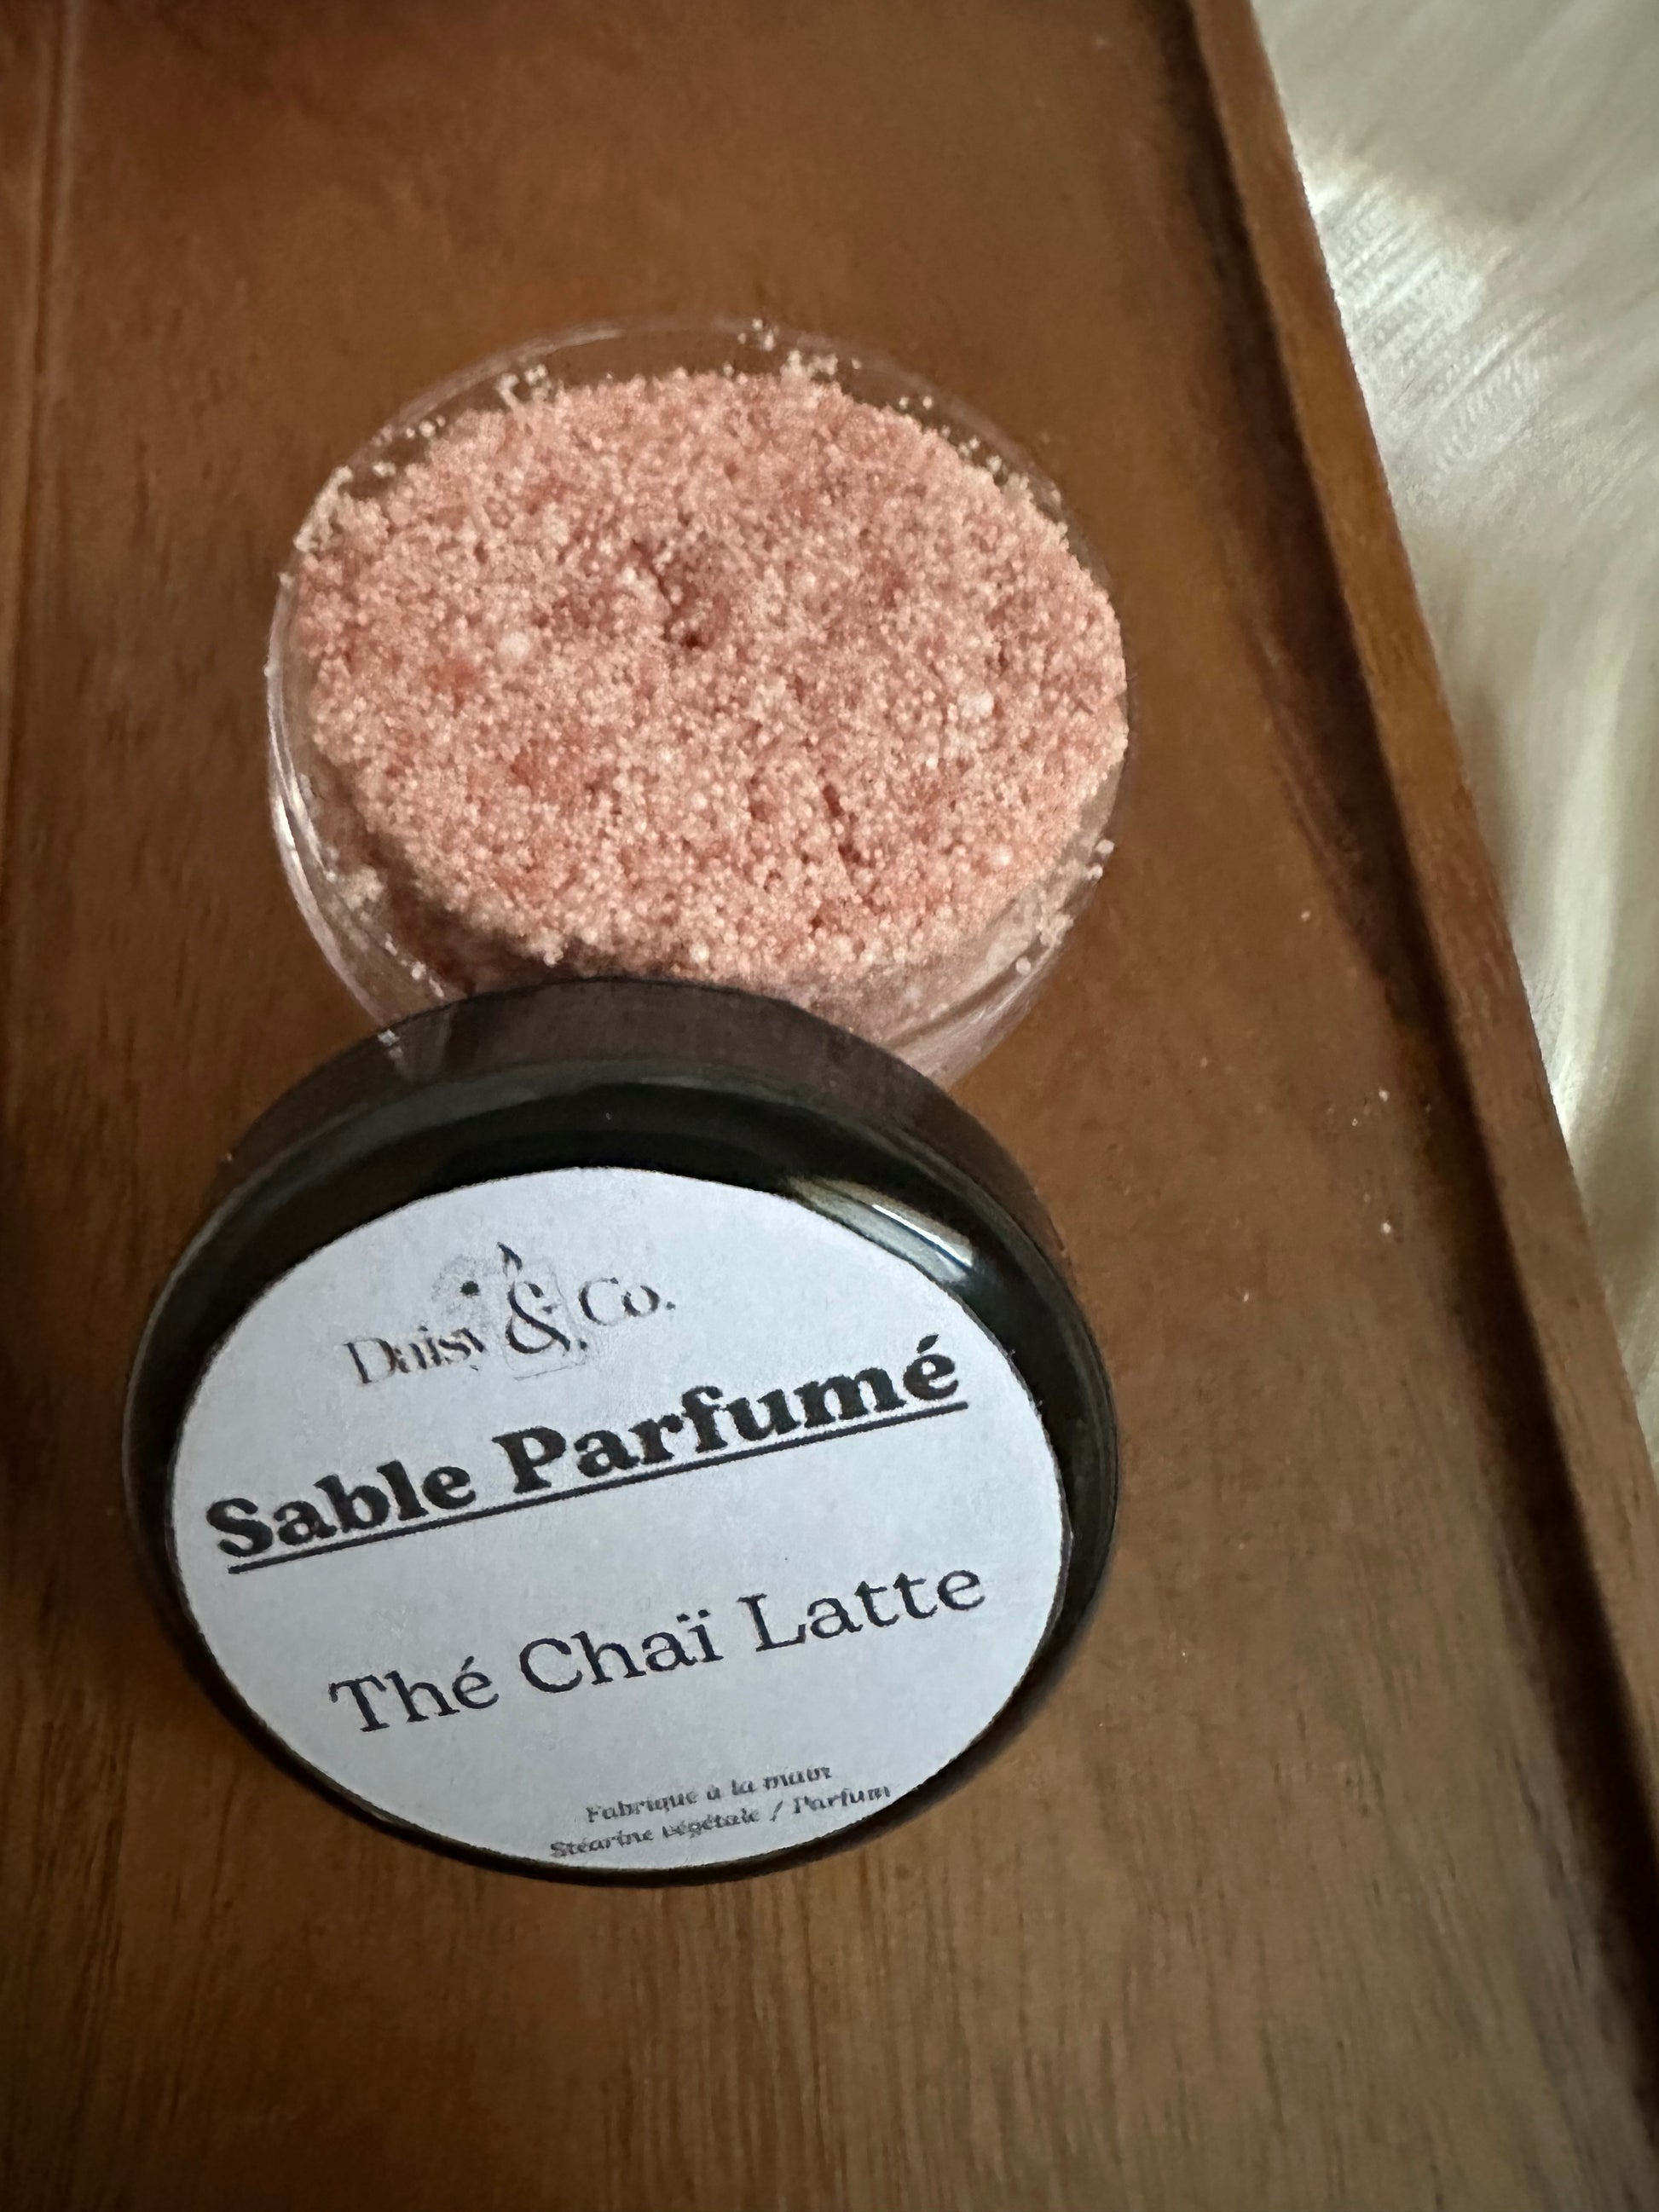 Daisy & Co.
Sable Parfumé
Thé Chaï Latte
Fabriqué à la main
Stéarine végétale / Parfum